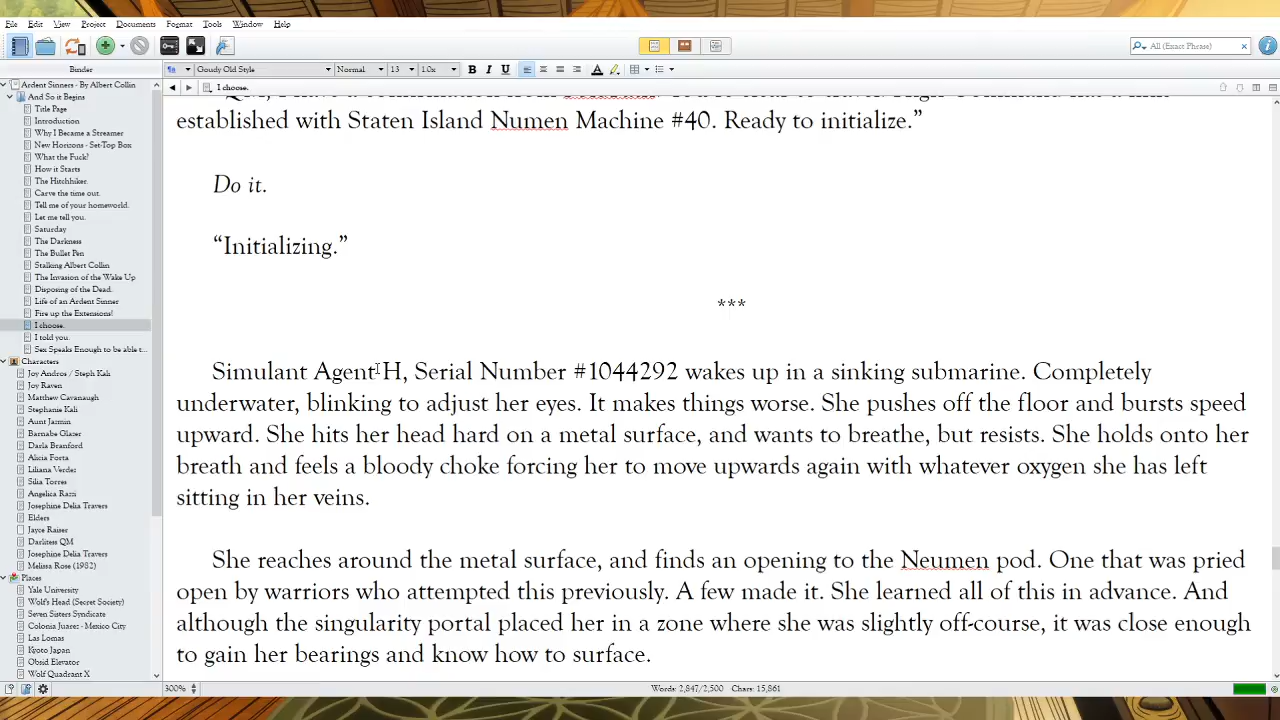 File Edit View Project Documents Format Tools Window Help
All (Exact Phrase)
Binder
Goudy Old Style Normal 13 1.0x B I U A
I choose.
Ardent Sinners - By Albert Collin
And So it Begins
Title Page
Introduction
Why I Became a Streamer
New Horizons - Set-Top Box
What the Fuck?
How it Starts
The Hitchhiker.
Carve the time out.
Tell me of your homeworld.
Let me tell you.
Saturday
The Darkness
The Bullet Pen
Stalking Albert Collin
The Invasion of the Wake Up
Disposing of the Dead.
Life of an Ardent Sinner
Fire up the Extensions!
I choose.
I told you.
Sex Speaks Enough to be able t...
Characters
Joy Andros / Steph Kali
Joy Raven
Matthew Cavanaugh
Stephanie Kali
Aunt Jazmin
Barnabe Glazer
Darla Branford
Alicia Forta
Liliana Verdes
Silia Torres
Angelica Razzi
Josephine Delia Travers
Elders
Jayce Raiser
Darlitess QM
Josephine Delia Travers
Melissa Rose (1982)
Places
Yale University
Wolf's Head (Secret Society)
Seven Sisters Syndicate
Colonia Juarez - Mexico City
Las Lomas
Kyoto Japan
Obsid Elevator
Wolf Quadrant X
established with Staten Island Numen Machine #40. Ready to initialize.”
Do it.
“Initializing.”
***
Simulant Agent H, Serial Number #1044292 wakes up in a sinking submarine. Completely
underwater, blinking to adjust her eyes. It makes things worse. She pushes off the floor and bursts speed
upward. She hits her head hard on a metal surface, and wants to breathe, but resists. She holds onto her
breath and feels a bloody choke forcing her to move upwards again with whatever oxygen she has left
sitting in her veins.
She reaches around the metal surface, and finds an opening to the Neumen pod. One that was pried
open by warriors who attempted this previously. A few made it. She learned all of this in advance. And
although the singularity portal placed her in a zone where she was slightly off-course, it was close enough
to gain her bearings and know how to surface.
300% Words: 2,847/2,500 Chars: 15,861